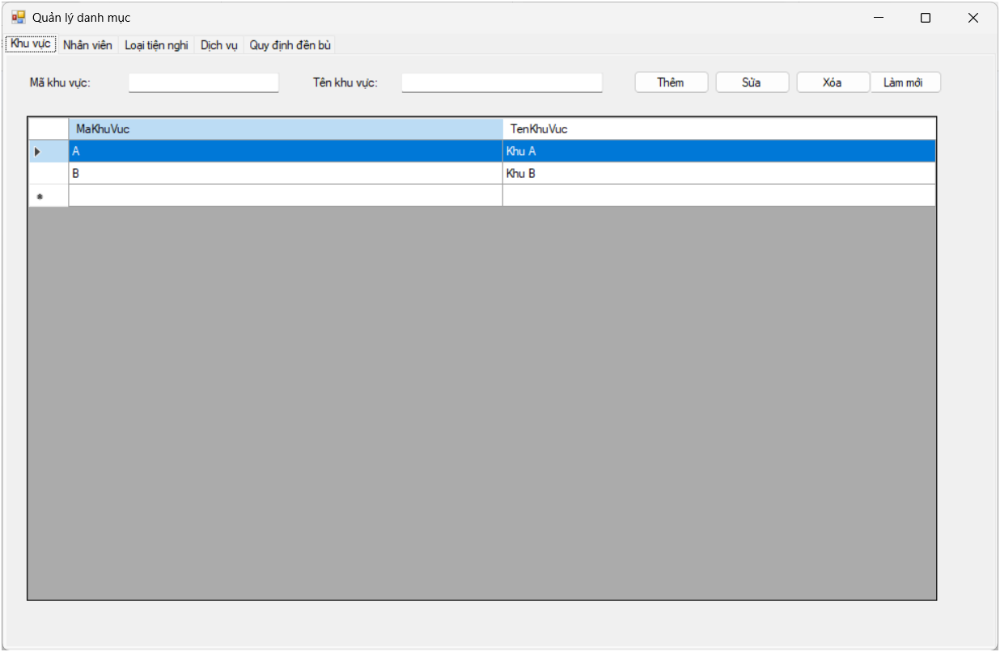 Quản lý danh mục
Khu vực Nhân viên Loại tiện nghi Dịch vụ Quy định đền bù
Mã khu vực: Tên khu vực: Thêm Sửa Xóa Làm mới
MaKhuVuc TenKhuVuc
A Khu A
B Khu B